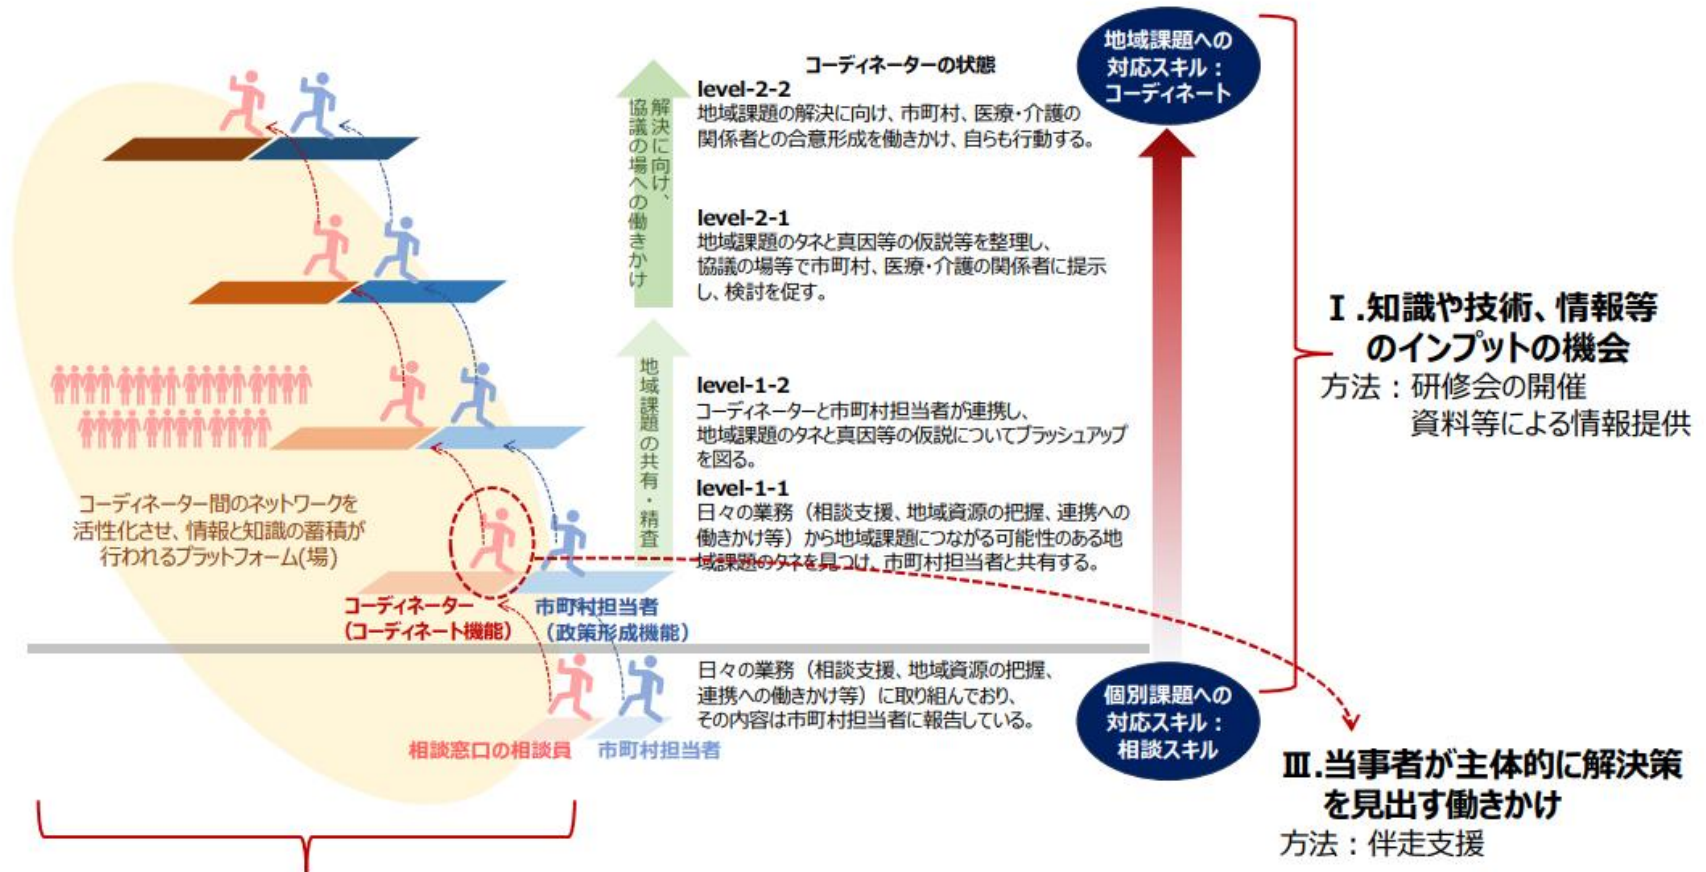 コーディネーターの状態
level-2-2
地域課題の解決に向け、市町村、医療・介護の
関係者との合意形成を働きかけ、自らも行動する。
level-2-1
地域課題のタネと真因等の仮説等を整理し、
協議の場等で市町村、医療・介護の関係者に提示
し、検討を促す。
level-1-2
コーディネーターと市町村担当者が連携し、
地域課題のタネと真因等の仮説についてブラッシュアップ
を図る。
level-1-1
日々の業務（相談支援、地域資源の把握、連携への
働きかけ等）から地域課題につながる可能性のある地
域課題のタネを見つけ、市町村担当者と共有する。
日々の業務（相談支援、地域資源の把握、
連携への働きかけ等）に取り組んでおり、
その内容は市町村担当者に報告している。
解決に向け、
協議の場への働きかけ
地域課題の共有・精査
コーディネーター間のネットワークを
活性化させ、情報と知識の蓄積が
行われるプラットフォーム(場)
コーディネーター
（コーディネート機能）
市町村担当者
（政策形成機能）
相談窓口の相談員
市町村担当者
地域課題への
対応スキル：
コーディネート
個別課題への
対応スキル：
相談スキル
Ⅰ.知識や技術、情報等
のインプットの機会
方法：研修会の開催
資料等による情報提供
Ⅲ.当事者が主体的に解決策
を見出す働きかけ
方法：伴走支援